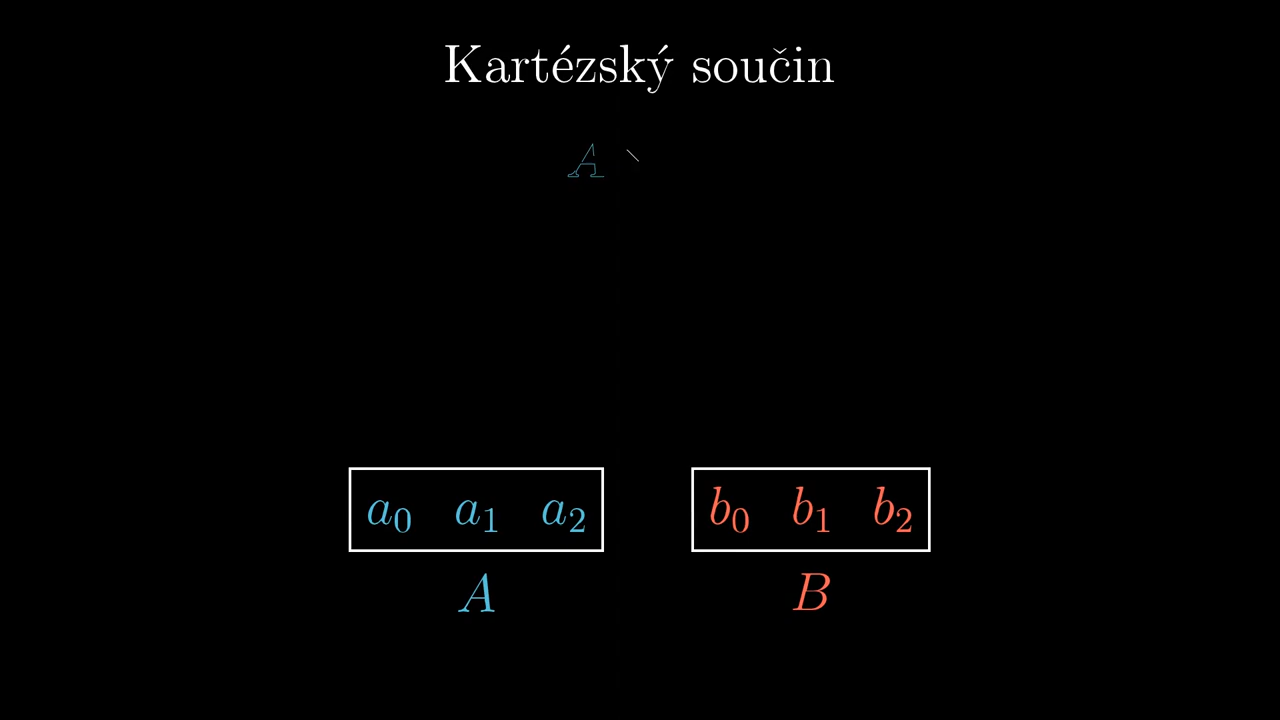 Kartézský součin
A
a₀ a₁ a₂ b₀ b₁ b₂
A B